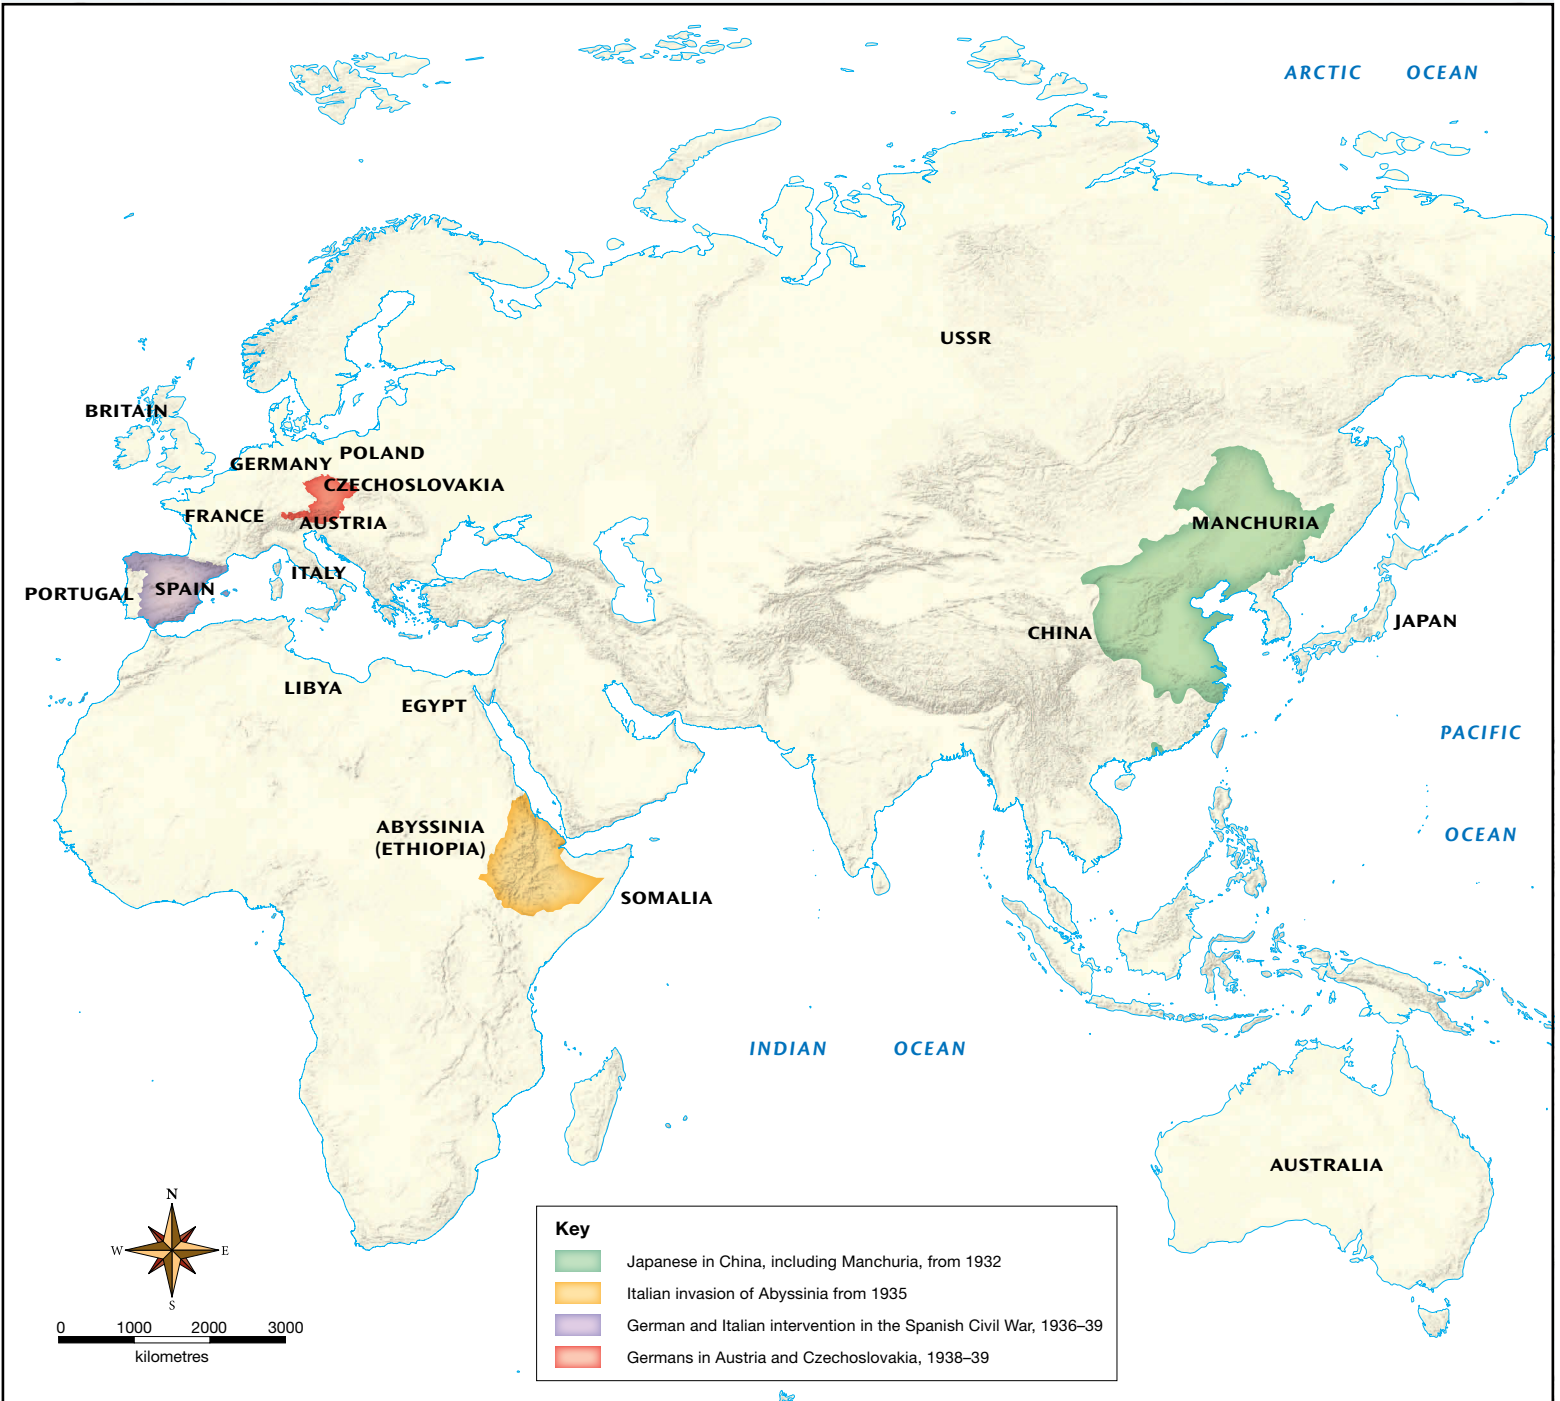 ARCTIC OCEAN
USSR
BRITAIN
POLAND
GERMANY
CZECHOSLOVAKIA
FRANCE
AUSTRIA
MANCHURIA
ITALY
SPAIN
PORTUGAL
CHINA
JAPAN
LIBYA
EGYPT
PACIFIC
OCEAN
ABYSSINIA
(ETHIOPIA)
SOMALIA
INDIAN OCEAN
AUSTRALIA
N
W E
S
0 1000 2000 3000
kilometres
Key
Japanese in China, including Manchuria, from 1932
Italian invasion of Abyssinia from 1935
German and Italian intervention in the Spanish Civil War, 1936–39
Germans in Austria and Czechoslovakia, 1938–39